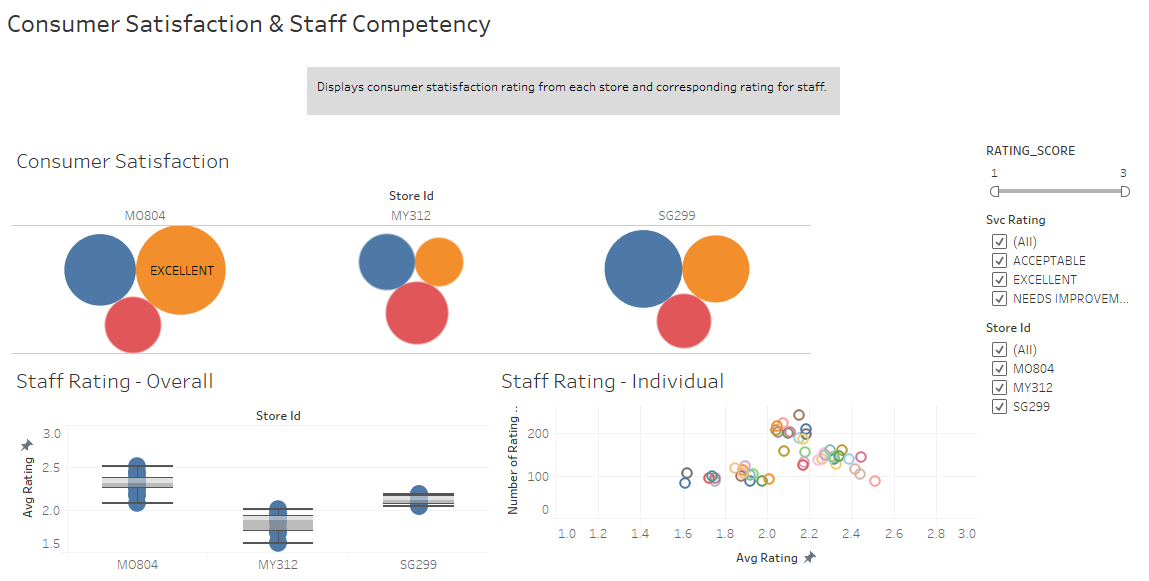 Consumer Satisfaction & Staff Competency
Displays consumer statisfaction rating from each store and corresponding rating for staff.
Consumer Satisfaction
Store Id
MO804 MY312 SG299
EXCELLENT
RATING_SCORE
1 3
Svc Rating
(All)
ACCEPTABLE
EXCELLENT
NEEDS IMPROVEM...
Store Id
(All)
MO804
MY312
SG299
Staff Rating - Overall
Store Id
Avg Rating
3.0
2.5
2.0
1.5
MO804 MY312 SG299
Staff Rating - Individual
Number of Rating ..
200
100
0
1.0 1.2 1.4 1.6 1.8 2.0 2.2 2.4 2.6 2.8 3.0
Avg Rating